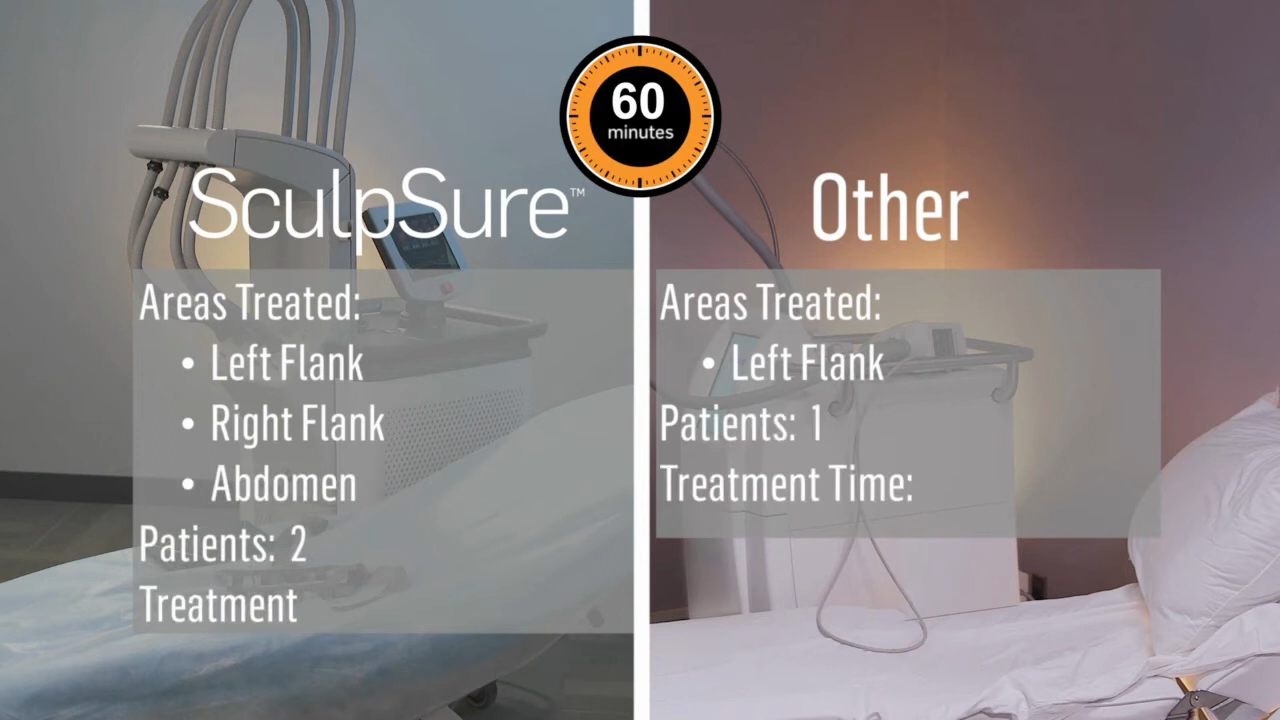 60
minutes
SculpSure™
Areas Treated:
• Left Flank
• Right Flank
• Abdomen
Patients: 2
Treatment
Other
Areas Treated:
• Left Flank
Patients: 1
Treatment Time: